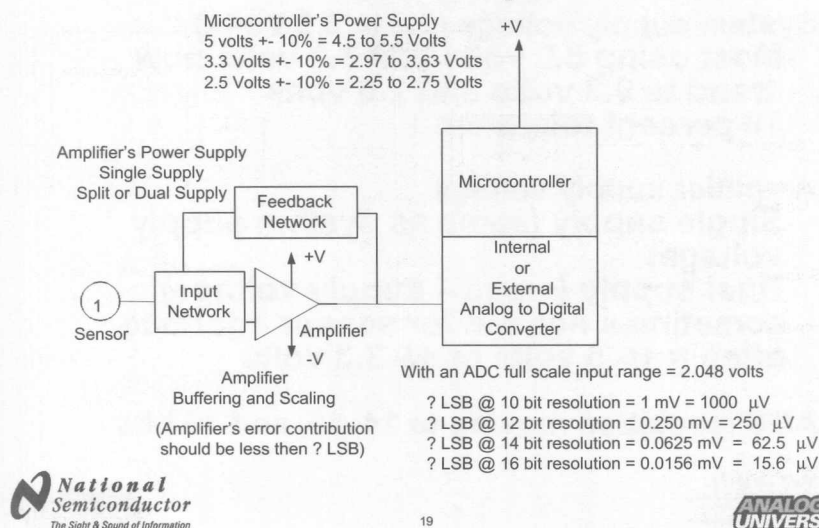 Microcontroller's Power Supply
5 volts +- 10% = 4.5 to 5.5 Volts
3.3 Volts +- 10% = 2.97 to 3.63 Volts
2.5 Volts +- 10% = 2.25 to 2.75 Volts
+V
Amplifier's Power Supply
Single Supply
Split or Dual Supply
Feedback
Network
Microcontroller
+V
Internal
or
External
Analog to Digital
Converter
1
Sensor
Input
Network
Amplifier
-V
Amplifier
Buffering and Scaling
(Amplifier's error contribution
should be less then ? LSB)
With an ADC full scale input range = 2.048 volts
? LSB @ 10 bit resolution = 1 mV = 1000 μV
? LSB @ 12 bit resolution = 0.250 mV = 250 μV
? LSB @ 14 bit resolution = 0.0625 mV = 62.5 μV
? LSB @ 16 bit resolution = 0.0156 mV = 15.6 μV
National
Semiconductor
The Sight & Sound of Information
19
ANALOG
UNIVERS